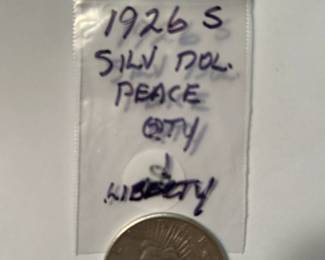 1926 S
SILV DOL.
PEACE
QTY
1
LIBERTY